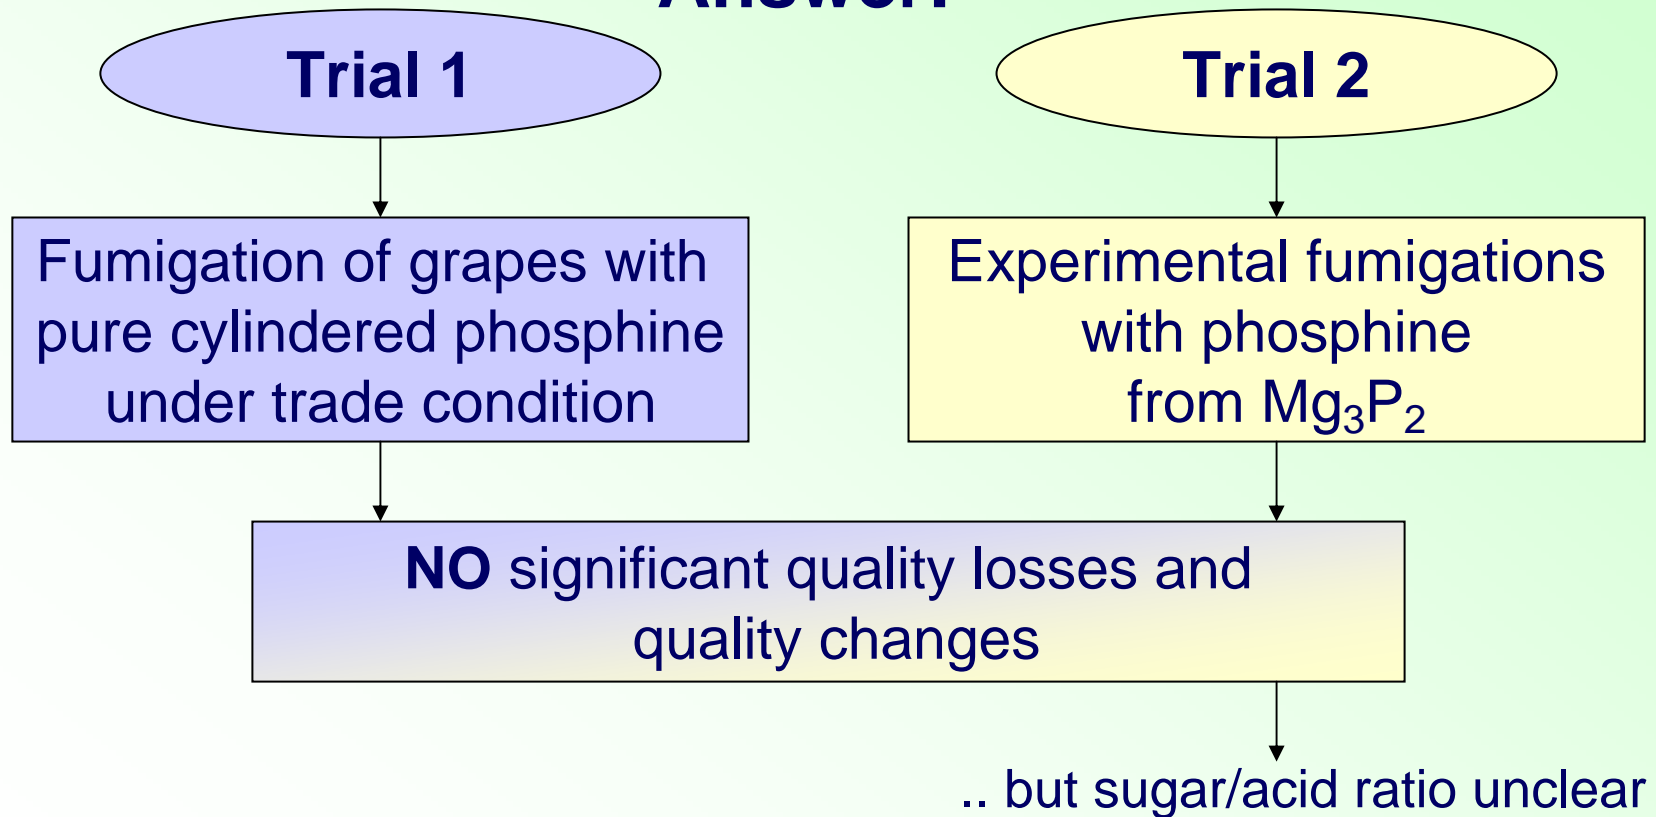 Answer:
Trial 1
Trial 2
Fumigation of grapes with
pure cylindered phosphine
under trade condition
Experimental fumigations
with phosphine
from Mg₃P₂
NO significant quality losses and
quality changes
.. but sugar/acid ratio unclear